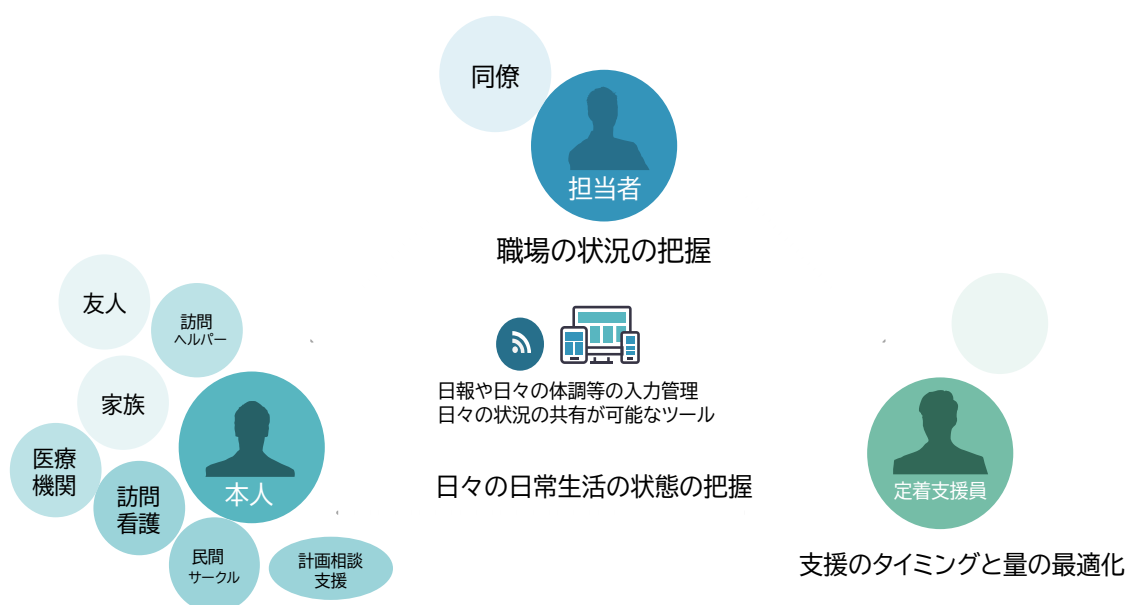 同僚
担当者
職場の状況の把握
友人
訪問
ヘルパー
家族
日報や日々の体調等の入力管理
日々の状況の共有が可能なツール
医療
機関
訪問
看護
本人
日々の日常生活の状態の把握
定着支援員
民間
サークル
計画相談
支援
支援のタイミングと量の最適化